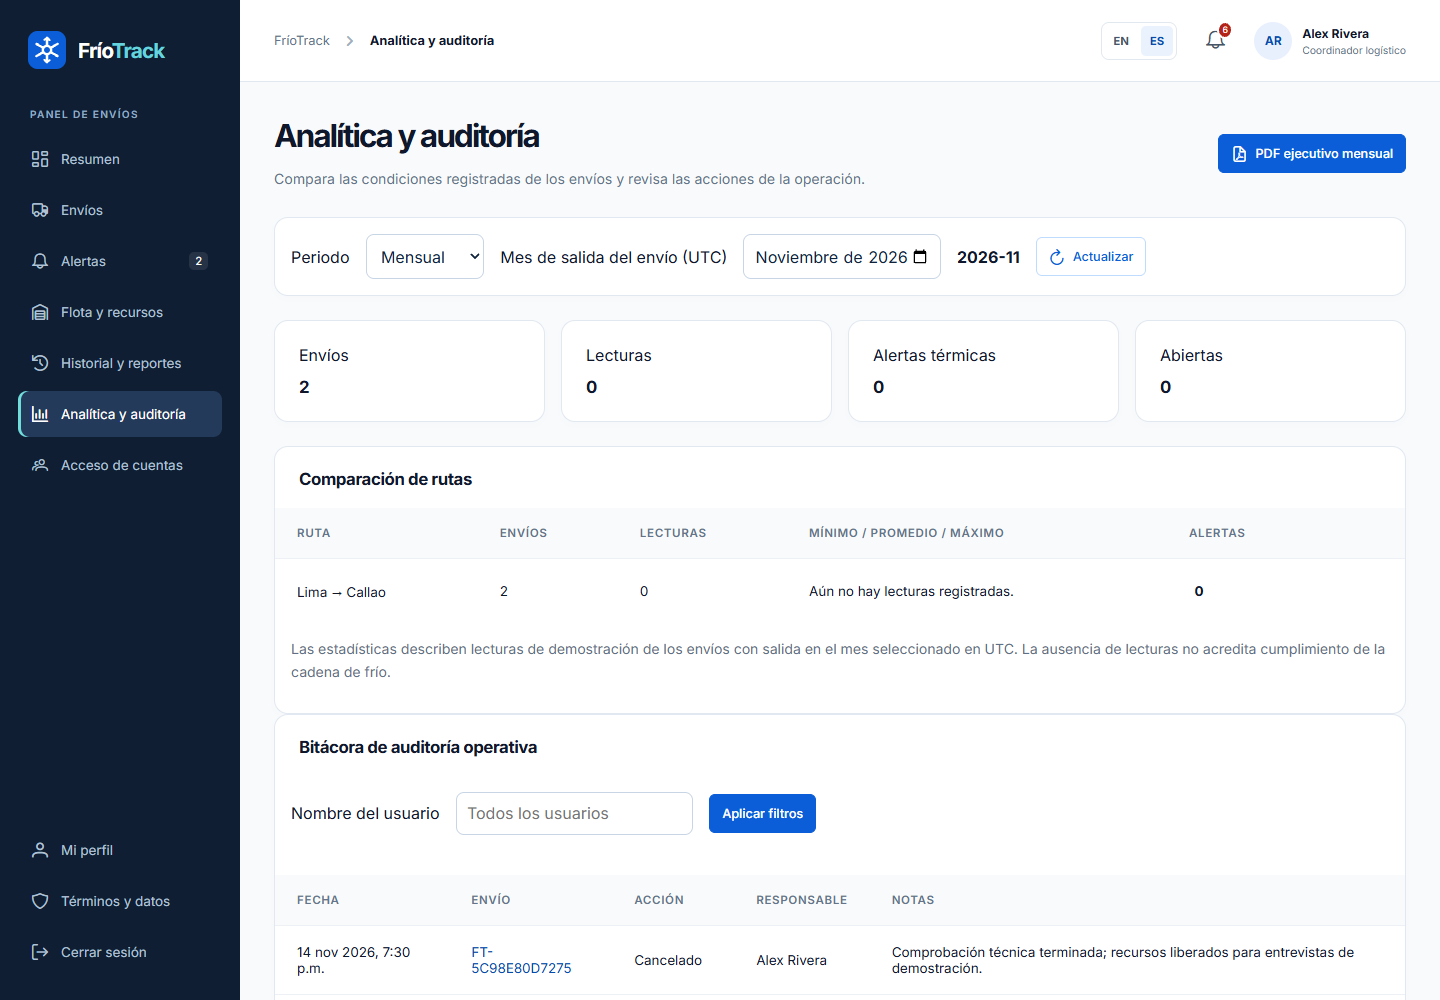 FríoTrack
PANEL DE ENVÍOS
Resumen
Envíos
Alertas 2
Flota y recursos
Historial y reportes
Analítica y auditoría
Acceso de cuentas
Mi perfil
Términos y datos
Cerrar sesión
FríoTrack > Analítica y auditoría
EN ES
6
AR
Alex Rivera
Coordinador logístico
Analítica y auditoría
Compara las condiciones registradas de los envíos y revisa las acciones de la operación.
PDF ejecutivo mensual
Periodo Mensual Mes de salida del envío (UTC) Noviembre de 2026 2026-11 Actualizar
Envíos
2
Lecturas
0
Alertas térmicas
0
Abiertas
0
Comparación de rutas
RUTA ENVÍOS LECTURAS MÍNIMO / PROMEDIO / MÁXIMO ALERTAS
Lima → Callao 2 0 Aún no hay lecturas registradas. 0
Las estadísticas describen lecturas de demostración de los envíos con salida en el mes seleccionado en UTC. La ausencia de lecturas no acredita cumplimiento de la
cadena de frío.
Bitácora de auditoría operativa
Nombre del usuario Todos los usuarios Aplicar filtros
FECHA ENVÍO ACCIÓN RESPONSABLE NOTAS
14 nov 2026, 7:30
p.m.
FT-
5C98E80D7275
Cancelado
Alex Rivera
Comprobación técnica terminada; recursos liberados para entrevistas de
demostración.